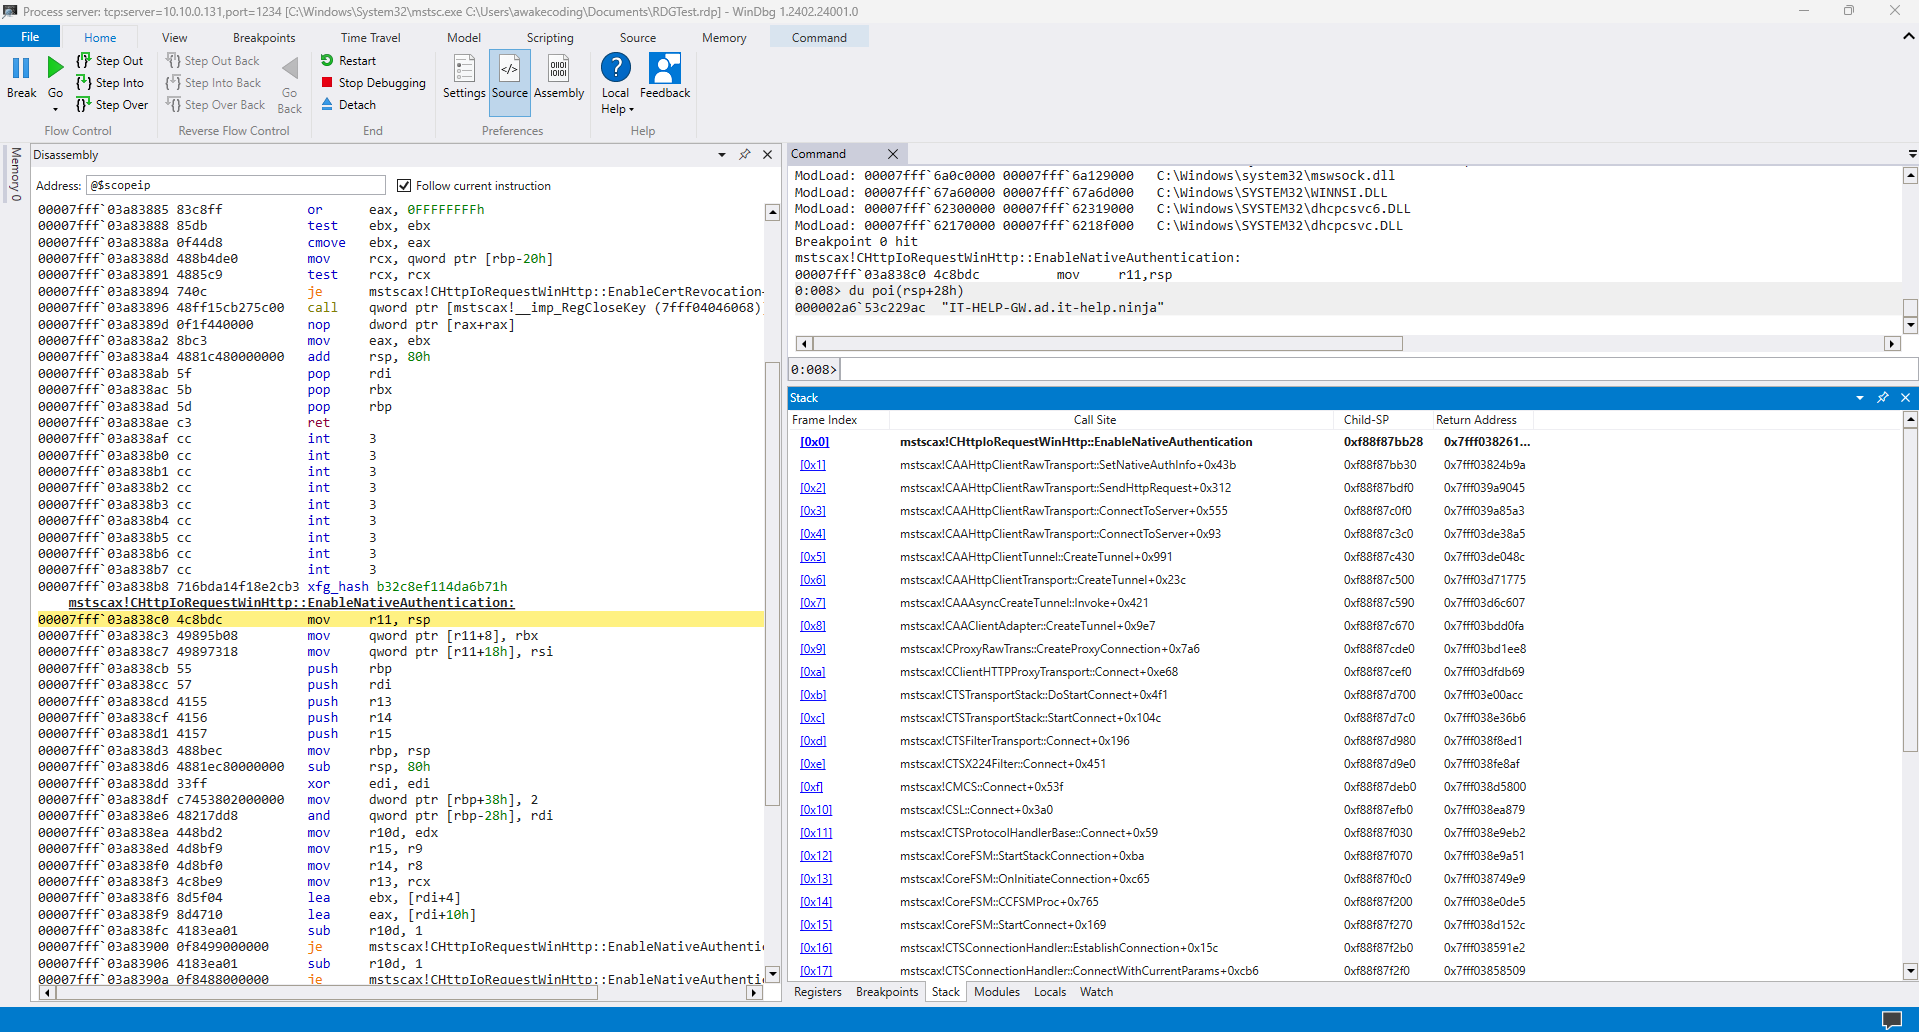 Process server: tcp:server=10.10.0.131,port=1234 [C:\Windows\System32\mstsc.exe C:\Users\awakecoding\Documents\RDGTest.rdp] - WinDbg 1.2402.24001.0
File Home View Breakpoints Time Travel Model Scripting Source Memory Command
Break
Go
Step Out
Step Into
Step Over
Flow Control
Step Out Back
Step Into Back
Step Over Back
Go Back
Reverse Flow Control
Restart
Stop Debugging
Detach
End
Settings Source Assembly
Preferences
Local Help
Feedback
Help
Memory 0
Disassembly
Address: @$scopeip Follow current instruction
00007fff`03a83885 83c8ff or eax, 0FFFFFFFFh
00007fff`03a83888 85db test ebx, ebx
00007fff`03a8388a 0f44d8 cmove ebx, eax
00007fff`03a8388d 488b4de0 mov rcx, qword ptr [rbp-20h]
00007fff`03a83891 4885c9 test rcx, rcx
00007fff`03a83894 740c je mstscax!CHttpIoRequestWinHttp::EnableCertRevocation
00007fff`03a83896 48ff15cb275c00 call qword ptr [mstscax!__imp_RegCloseKey (7fff04046068)
00007fff`03a8389d 0f1f440000 nop dword ptr [rax+rax]
00007fff`03a838a2 8bc3 mov eax, ebx
00007fff`03a838a4 4881c480000000 add rsp, 80h
00007fff`03a838ab 5f pop rdi
00007fff`03a838ac 5b pop rbx
00007fff`03a838ad 5d pop rbp
00007fff`03a838ae c3 ret
00007fff`03a838af cc int 3
00007fff`03a838b0 cc int 3
00007fff`03a838b1 cc int 3
00007fff`03a838b2 cc int 3
00007fff`03a838b3 cc int 3
00007fff`03a838b4 cc int 3
00007fff`03a838b5 cc int 3
00007fff`03a838b6 cc int 3
00007fff`03a838b7 cc int 3
00007fff`03a838b8 716bda14f18e2cb3 xfg_hash b32c8ef114da6b71h
mstscax!CHttpIoRequestWinHttp::EnableNativeAuthentication:
00007fff`03a838c0 4c8bdc mov r11, rsp
00007fff`03a838c3 49895b08 mov qword ptr [r11+8], rbx
00007fff`03a838c7 49897318 mov qword ptr [r11+18h], rsi
00007fff`03a838cb 55 push rbp
00007fff`03a838cc 57 push rdi
00007fff`03a838cd 4155 push r13
00007fff`03a838cf 4156 push r14
00007fff`03a838d1 4157 push r15
00007fff`03a838d3 488bec mov rbp, rsp
00007fff`03a838d6 4881ec80000000 sub rsp, 80h
00007fff`03a838dd 33ff xor edi, edi
00007fff`03a838df c7453802000000 mov dword ptr [rbp+38h], 2
00007fff`03a838e6 48217dd8 and qword ptr [rbp-28h], rdi
00007fff`03a838ea 448bd2 mov r10d, edx
00007fff`03a838ed 4d8bf9 mov r15, r9
00007fff`03a838f0 4d8bf0 mov r14, r8
00007fff`03a838f3 4c8be9 mov r13, rcx
00007fff`03a838f6 8d5f04 lea ebx, [rdi+4]
00007fff`03a838f9 8d4710 lea eax, [rdi+10h]
00007fff`03a838fc 4183ea01 sub r10d, 1
00007fff`03a83900 0f8499000000 je mstscax!CHttpIoRequestWinHttp::EnableNativeAuthenti
00007fff`03a83906 4183ea01 sub r10d, 1
00007fff`03a8390a 0f8488000000 je mstscax!CHttpIoRequestWinHttp::EnableNativeAuthenti
Command
ModLoad: 00007fff`6a0c0000 00007fff`6a129000 C:\Windows\system32\mswsock.dll
ModLoad: 00007fff`67a60000 00007fff`67a6d000 C:\Windows\SYSTEM32\WINNSI.DLL
ModLoad: 00007fff`62300000 00007fff`62319000 C:\Windows\SYSTEM32\dhcpcsvc6.DLL
ModLoad: 00007fff`62170000 00007fff`6218f000 C:\Windows\SYSTEM32\dhcpcsvc.DLL
Breakpoint 0 hit
mstscax!CHttpIoRequestWinHttp::EnableNativeAuthentication:
00007fff`03a838c0 4c8bdc mov r11,rsp
0:008> du poi(rsp+28h)
000002a6`53c229ac "IT-HELP-GW.ad.it-help.ninja"
0:008>
Stack
Frame Index Call Site Child-SP Return Address
[0x0] mstscax!CHttpIoRequestWinHttp::EnableNativeAuthentication 0xf88f87bb28 0x7fff038261...
[0x1] mstscax!CAAHttpClientRawTransport::SetNativeAuthInfo+0x43b 0xf88f87bb30 0x7fff03824b9a
[0x2] mstscax!CAAHttpClientRawTransport::SendHttpRequest+0x312 0xf88f87bdf0 0x7fff039a9045
[0x3] mstscax!CAAHttpClientRawTransport::ConnectToServer+0x555 0xf88f87c0f0 0x7fff039a85a3
[0x4] mstscax!CAAHttpClientRawTransport::ConnectToServer+0x93 0xf88f87c3c0 0x7fff03de38a5
[0x5] mstscax!CAAHttpClientTunnel::CreateTunnel+0x991 0xf88f87c430 0x7fff03de048c
[0x6] mstscax!CAAHttpClientTransport::CreateTunnel+0x23c 0xf88f87c500 0x7fff03d71775
[0x7] mstscax!CAAAsyncCreateTunnel::Invoke+0x421 0xf88f87c590 0x7fff03d6c607
[0x8] mstscax!CAAClientAdapter::CreateTunnel+0x9e7 0xf88f87c670 0x7fff03bdd0fa
[0x9] mstscax!CProxyRawTrans::CreateProxyConnection+0x7a6 0xf88f87cde0 0x7fff03bd1ee8
[0xa] mstscax!CClientHTTPProxyTransport::Connect+0xe68 0xf88f87cef0 0x7fff03dfdb69
[0xb] mstscax!CTSTransportStack::DoStartConnect+0x4f1 0xf88f87d700 0x7fff03e00acc
[0xc] mstscax!CTSTransportStack::StartConnect+0x104c 0xf88f87d7c0 0x7fff038e36b6
[0xd] mstscax!CTSFilterTransport::Connect+0x196 0xf88f87d980 0x7fff038f8ed1
[0xe] mstscax!CTSX224Filter::Connect+0x451 0xf88f87d9e0 0x7fff038fe8af
[0xf] mstscax!CMCS::Connect+0x53f 0xf88f87deb0 0x7fff038d5800
[0x10] mstscax!CSL::Connect+0x3a0 0xf88f87efb0 0x7fff038ea879
[0x11] mstscax!CTSProtocolHandlerBase::Connect+0x59 0xf88f87f030 0x7fff038e9eb2
[0x12] mstscax!CoreFSM::StartStackConnection+0xba 0xf88f87f070 0x7fff038e9a51
[0x13] mstscax!CoreFSM::OnInitiateConnection+0xc65 0xf88f87f0c0 0x7fff038749e9
[0x14] mstscax!CoreFSM::CCFSMProc+0x765 0xf88f87f200 0x7fff038e0de5
[0x15] mstscax!CoreFSM::StartConnect+0x169 0xf88f87f270 0x7fff038d152c
[0x16] mstscax!CTSConnectionHandler::EstablishConnection+0x15c 0xf88f87f2b0 0x7fff038591e2
[0x17] mstscax!CTSConnectionHandler::ConnectWithCurrentParams+0xcb6 0xf88f87f2f0 0x7fff03858509
Registers Breakpoints Stack Modules Locals Watch